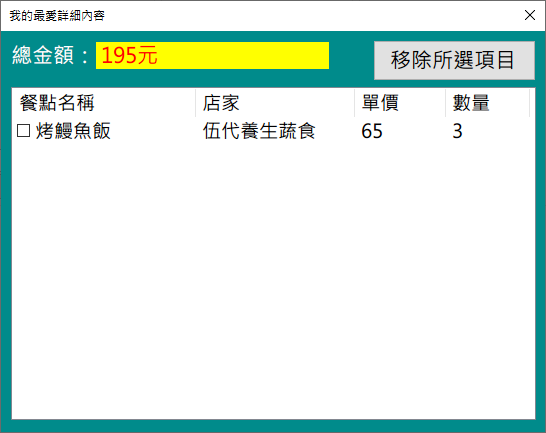 我的最愛詳細內容
總金額： 195元 移除所選項目
餐點名稱 店家 單價 數量
烤鰻魚飯 伍代養生蔬食 65 3